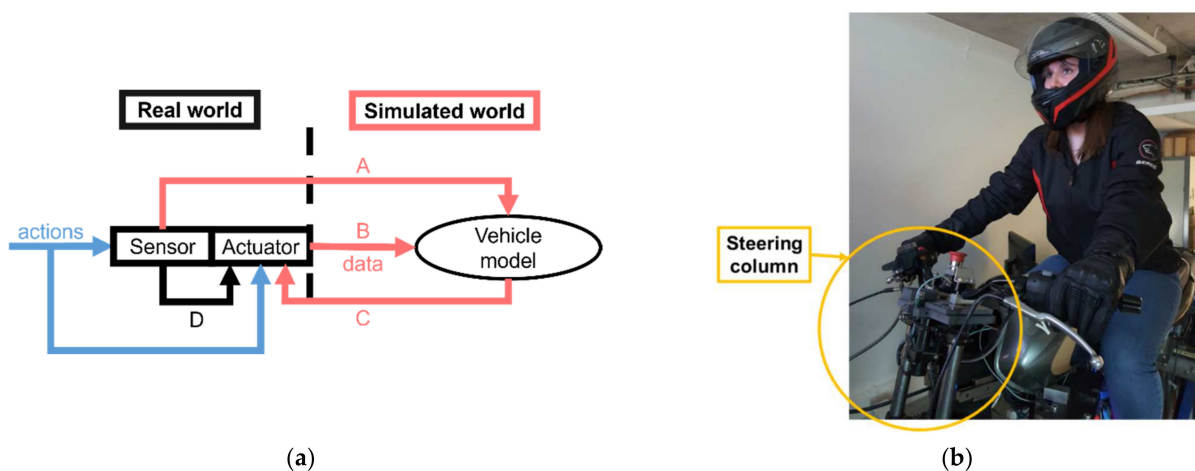 Real world
Simulated world
A
actions
Sensor
Actuator
B
data
Vehicle
model
D
C
Steering
column
(a)
(b)